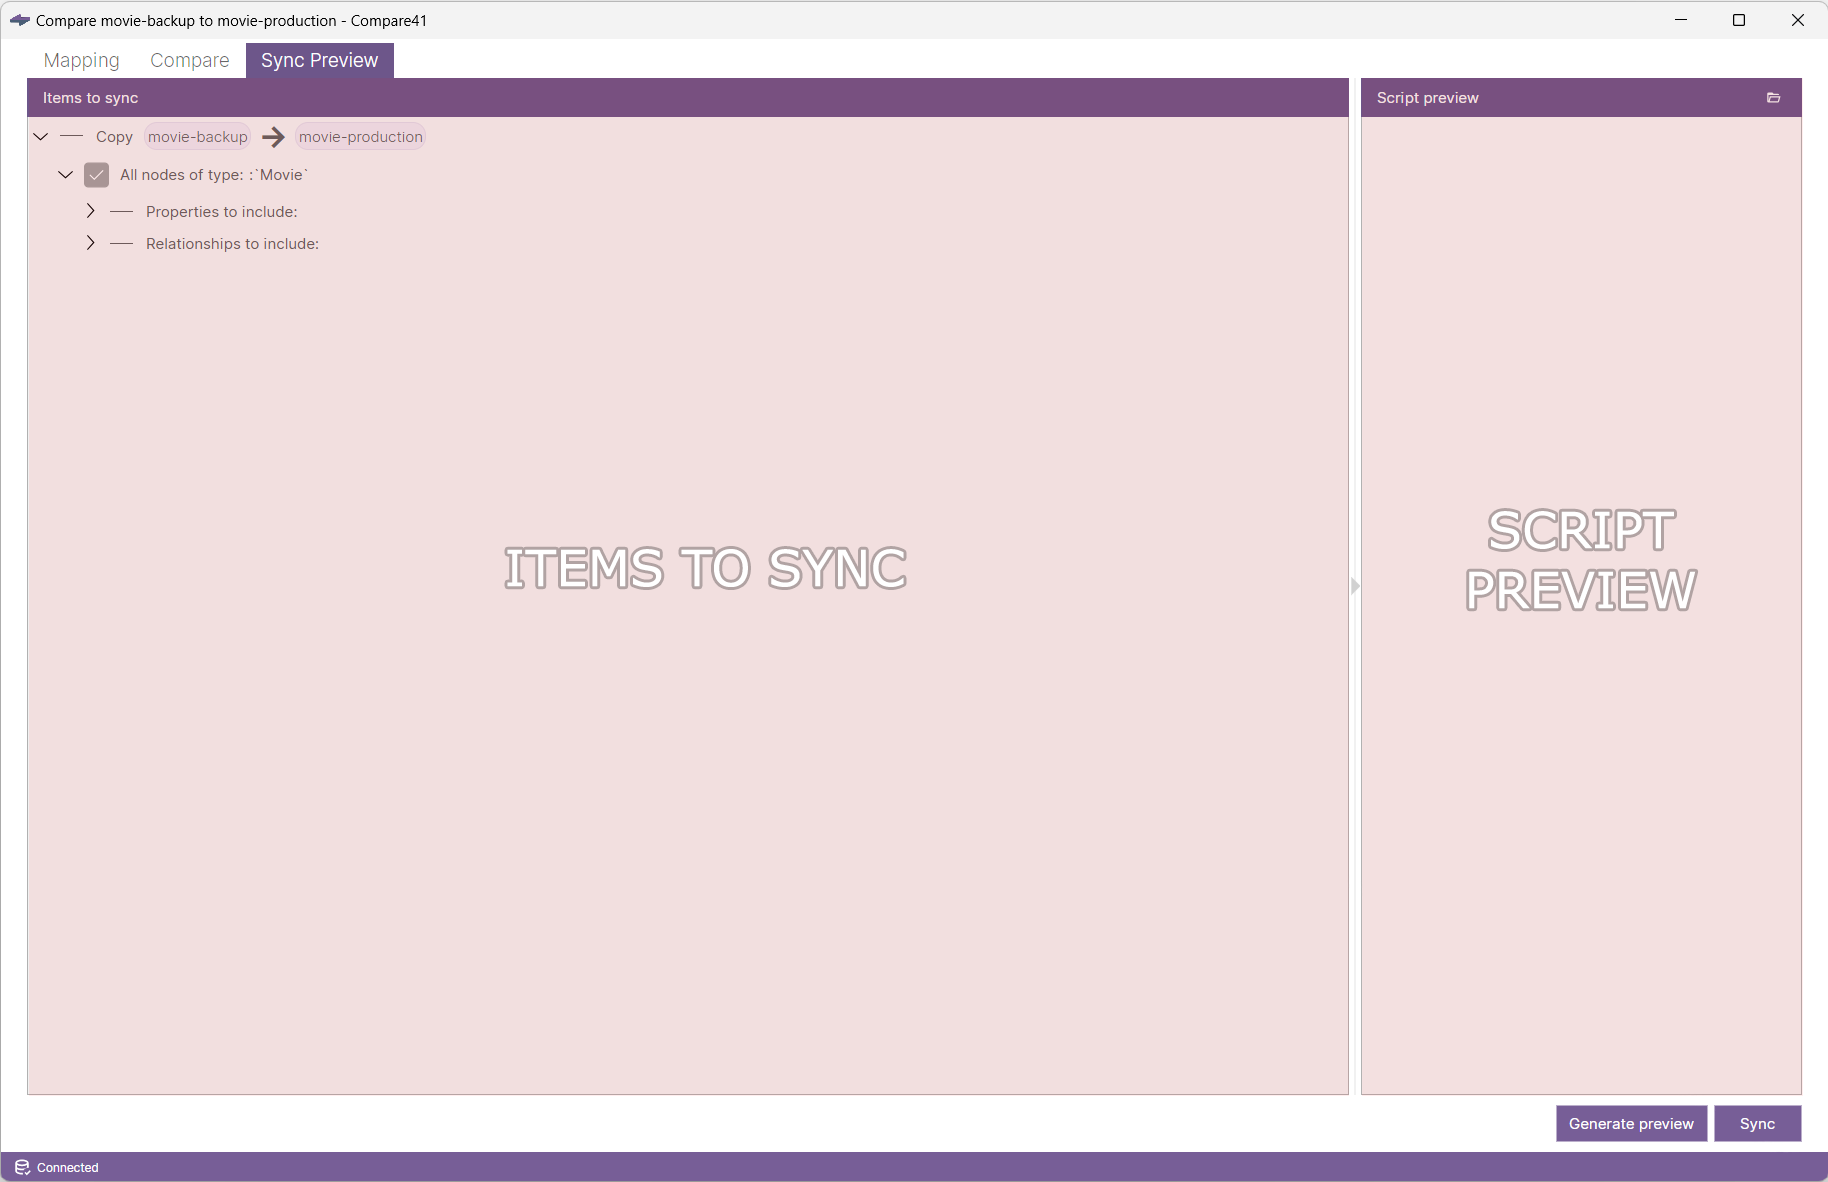 Compare movie-backup to movie-production - Compare41
Mapping Compare Sync Preview
Items to sync
Copy movie-backup movie-production
All nodes of type: :`Movie`
Properties to include:
Relationships to include:
ITEMS TO SYNC
Script preview
SCRIPT
PREVIEW
Generate preview Sync
Connected